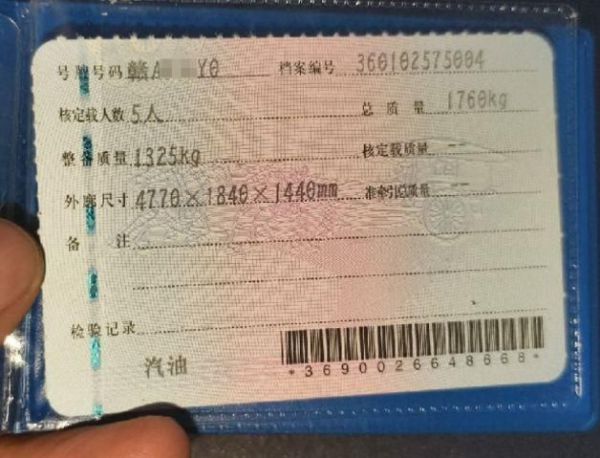 号牌号码 赣A YO 档案编号 360102575004
核定载人数 5人 总质量 1760kg
整备质量 1325kg 核定载质量 --
外廓尺寸 4770×1840×1440mm 准牵引总质量 --
备注
检验记录
汽油
*3690026648668*